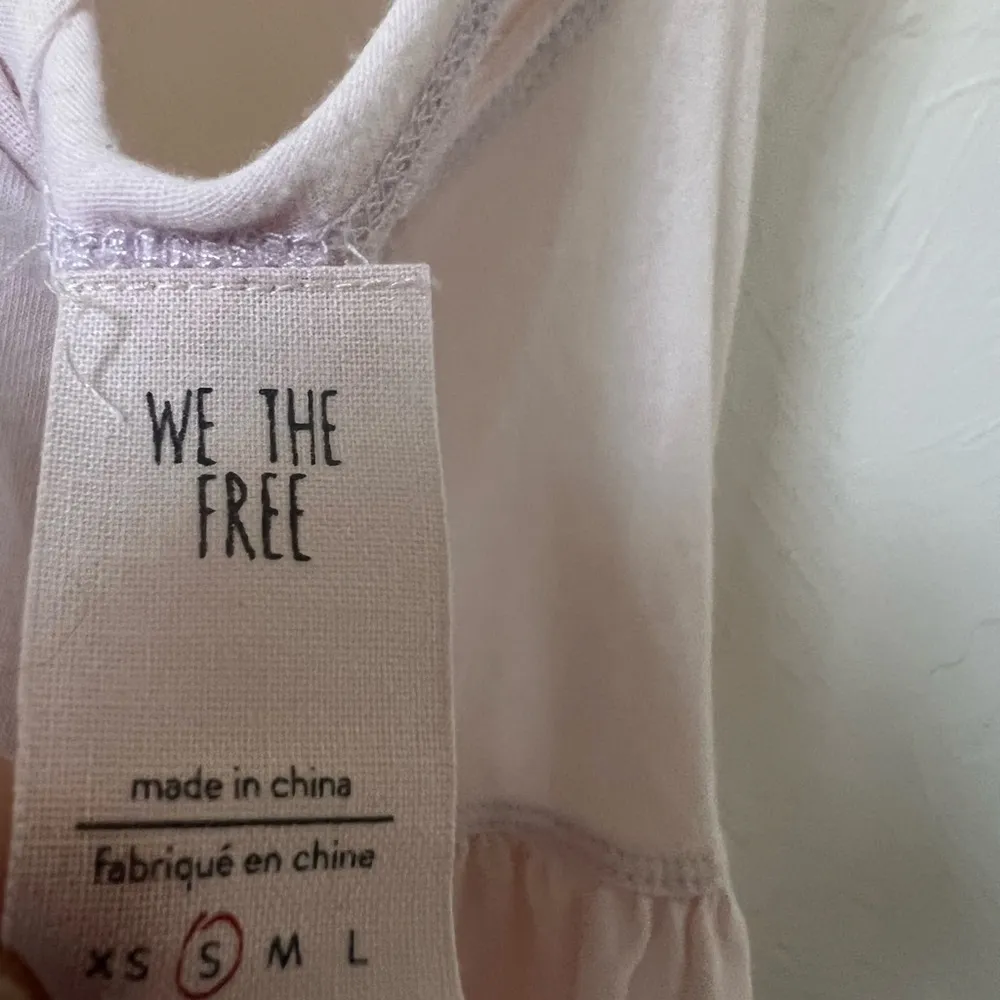 WE THE
FREE
made in china
Fabriqué en chine
XS S M L